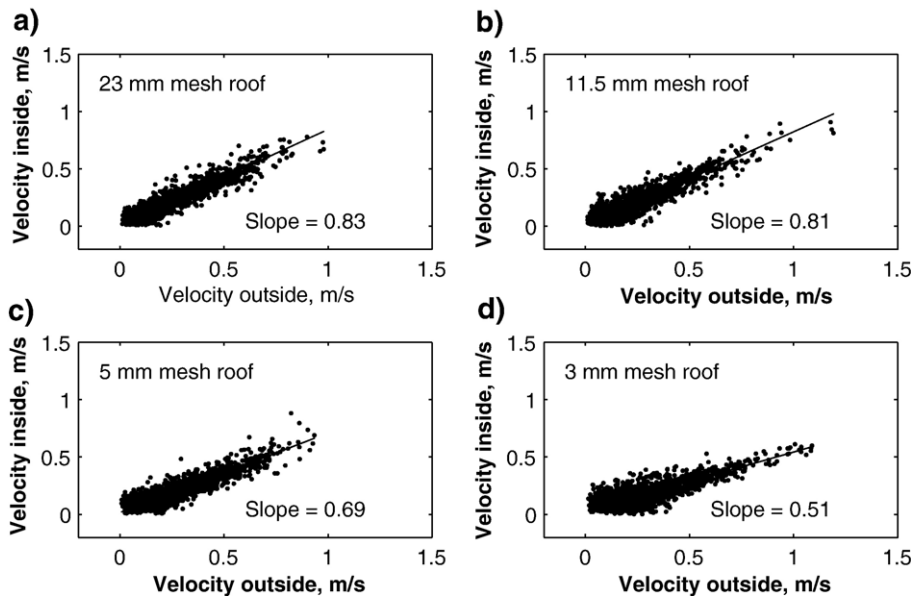 a)
Velocity inside, m/s
1.5
1
0.5
0
23 mm mesh roof
Slope = 0.83
0 0.5 1 1.5
Velocity outside, m/s
b)
Velocity inside, m/s
1.5
1
0.5
0
11.5 mm mesh roof
Slope = 0.81
0 0.5 1 1.5
Velocity outside, m/s
c)
Velocity inside, m/s
1.5
1
0.5
0
5 mm mesh roof
Slope = 0.69
0 0.5 1 1.5
Velocity outside, m/s
d)
Velocity inside, m/s
1.5
1
0.5
0
3 mm mesh roof
Slope = 0.51
0 0.5 1 1.5
Velocity outside, m/s